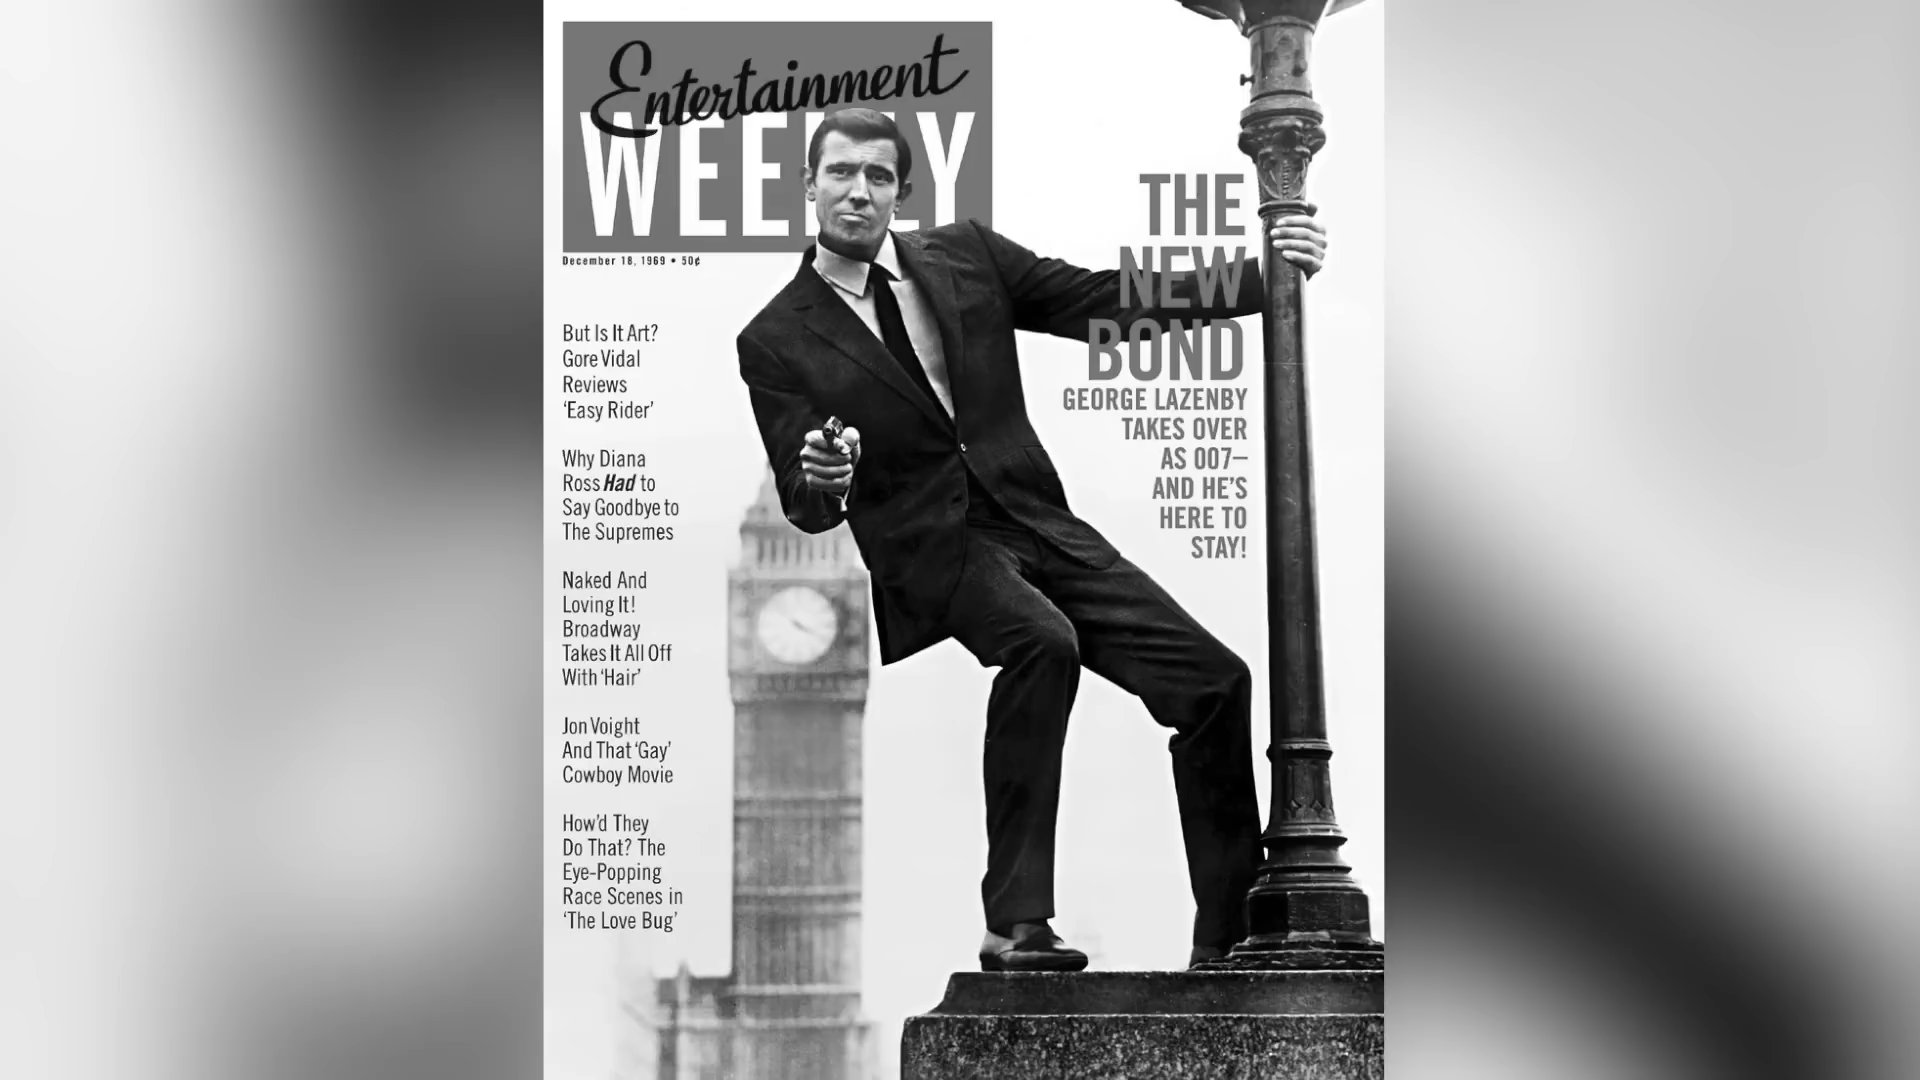 Entertainment
WEEKLY
December 18, 1969 • 50¢
THE
NEW
BOND
GEORGE LAZENBY
TAKES OVER
AS 007—
AND HE'S
HERE TO
STAY!
But Is It Art?
Gore Vidal
Reviews
‘Easy Rider’
Why Diana
Ross Had to
Say Goodbye to
The Supremes
Naked And
Loving It!
Broadway
Takes It All Off
With ‘Hair’
Jon Voight
And That ‘Gay’
Cowboy Movie
How’d They
Do That? The
Eye-Popping
Race Scenes in
‘The Love Bug’